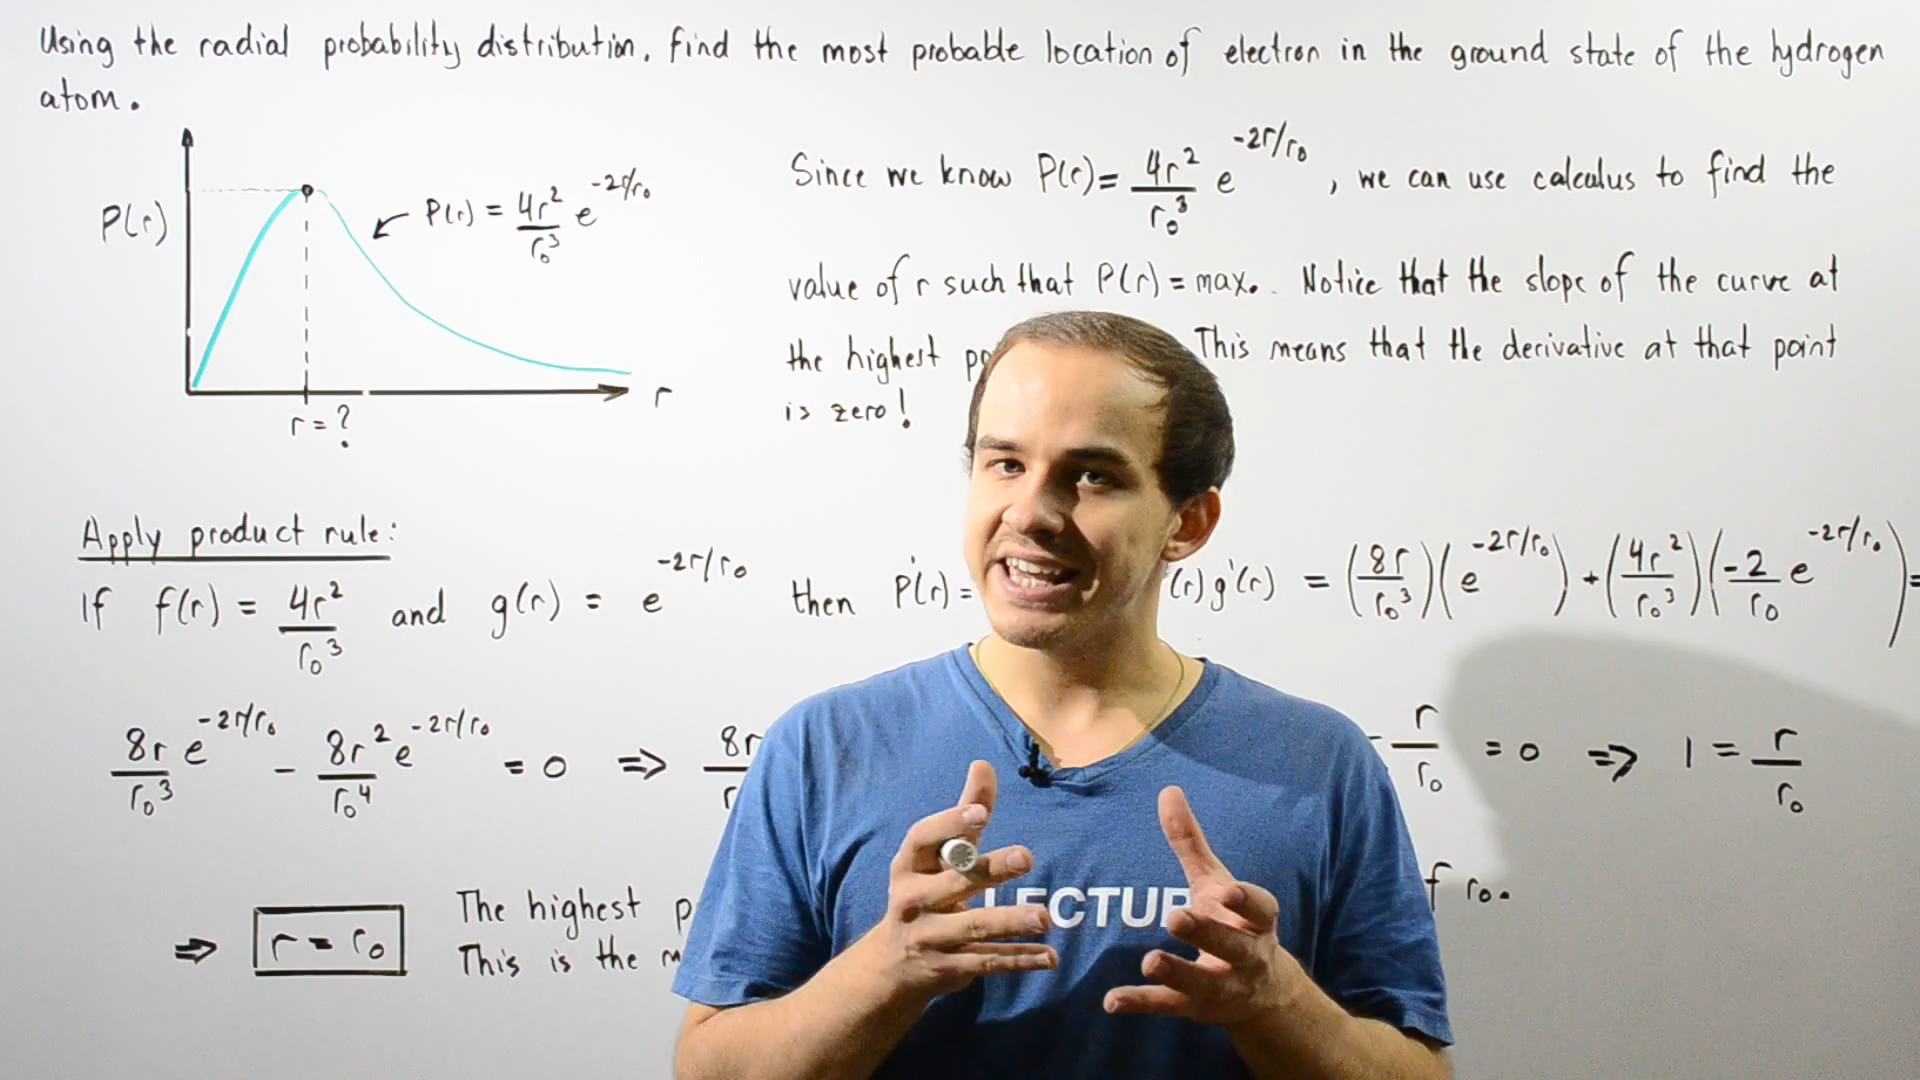 Using the radial probability distribution, find the most probable location of electron in the ground state of the hydrogen
atom.
P(r)
P(r) = 4r²/r₀³ e^(-2r/r₀)
r
r = ?
Since we know P(r) = 4r²/r₀³ e^(-2r/r₀), we can use calculus to find the
value of r such that P(r) = max. Notice that the slope of the curve at
the highest This means that the derivative at that point
is zero!
Apply product rule:
If f(r) = 4r²/r₀³ and g(r) = e^(-2r/r₀) then P'(r) = (r)g'(r) = (8r/r₀³)(e^(-2r/r₀)) + (4r²/r₀³)(-2/r₀ e^(-2r/r₀)) =
8r/r₀³ e^(-2r/r₀) - 8r²/r₀⁴ e^(-2r/r₀) = 0 ⇒ 8r - r/r₀ = 0 ⇒ 1 = r/r₀
⇒ r = r₀
The highest r₀.
This is the
LECTUR